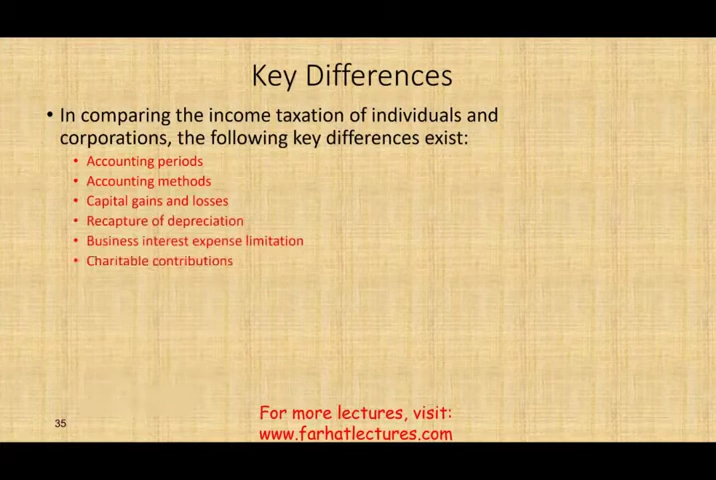 Key Differences
• In comparing the income taxation of individuals and
corporations, the following key differences exist:
• Accounting periods
• Accounting methods
• Capital gains and losses
• Recapture of depreciation
• Business interest expense limitation
• Charitable contributions
For more lectures, visit:
35
www.farhatlectures.com